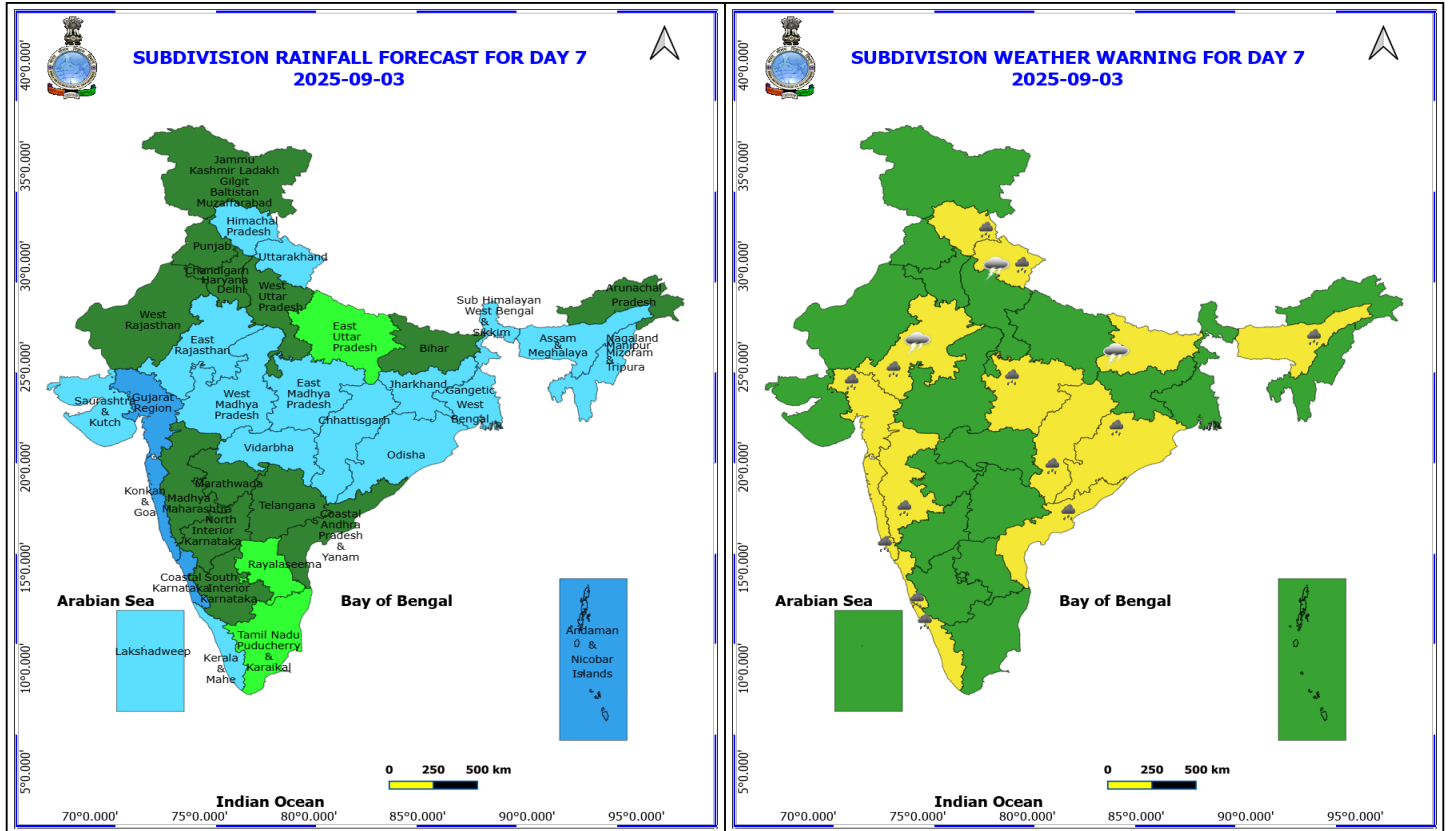 SUBDIVISION RAINFALL FORECAST FOR DAY 7
2025-09-03
40°0.000'
35°0.000'
30°0.000'
25°0.000'
20°0.000'
15°0.000'
10°0.000'
5°0.000'
Jammu
Kashmir Ladakh
Gilgit
Baltistan
Muzaffarabad
Himachal
Pradesh
Punjab
Uttarakhand
Chandigarh
Haryana
Delhi
West
Uttar
Pradesh
West
Rajasthan
East
Rajasthan
East
Uttar
Pradesh
Bihar
Sub Himalayan
West Bengal
&
Sikkim
Arunachal
Pradesh
Assam
&
Meghalaya
Nagaland
Manipur
Mizoram
&
Tripura
Saurashtra
&
Kutch
Gujarat
Region
West
Madhya
Pradesh
East
Madhya
Pradesh
Jharkhand
Gangetic
West
Bengal
Chhattisgarh
Vidarbha
Odisha
Konkan
&
Goa
Madhya
Maharashtra
Marathwada
Telangana
North
Interior
Karnataka
Coastal
Andhra
Pradesh
&
Yanam
Rayalaseema
Coastal
Karnataka
South
Interior
Karnataka
Tamil Nadu
Puducherry
&
Karaikal
Kerala
&
Mahe
Arabian Sea
Lakshadweep
Bay of Bengal
Andaman
&
Nicobar
Islands
0 250 500 km
Indian Ocean
70°0.000' 75°0.000' 80°0.000' 85°0.000' 90°0.000' 95°0.000'
SUBDIVISION WEATHER WARNING FOR DAY 7
2025-09-03
40°0.000'
35°0.000'
30°0.000'
25°0.000'
20°0.000'
15°0.000'
10°0.000'
5°0.000'
Arabian Sea
Bay of Bengal
0 250 500 km
Indian Ocean
70°0.000' 75°0.000' 80°0.000' 85°0.000' 90°0.000' 95°0.000'